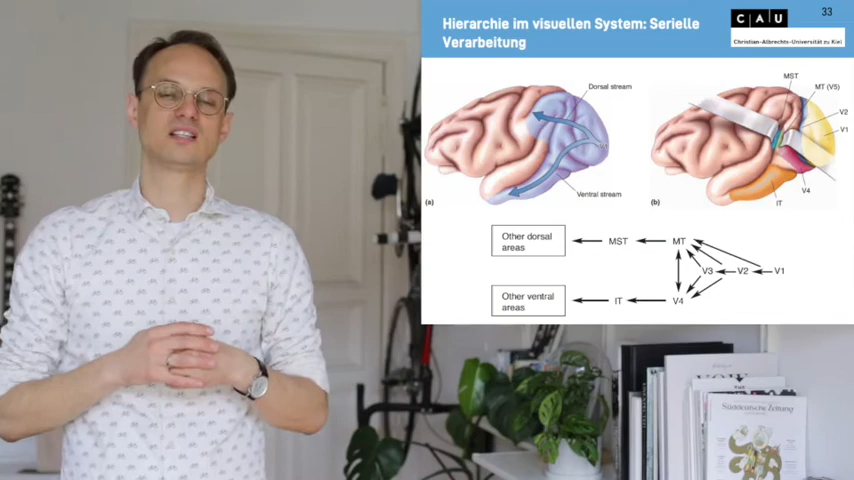 33
Hierarchie im visuellen System: Serielle
Verarbeitung
C A U
Christian-Albrechts-Universität zu Kiel
Dorsal stream
V1
Ventral stream
(a)
MST
MT (V5)
V2
V1
V4
IT
(b)
Other dorsal
areas
MST
MT
V3
V2
V1
Other ventral
areas
IT
V4
Süddeutsche Zeitung